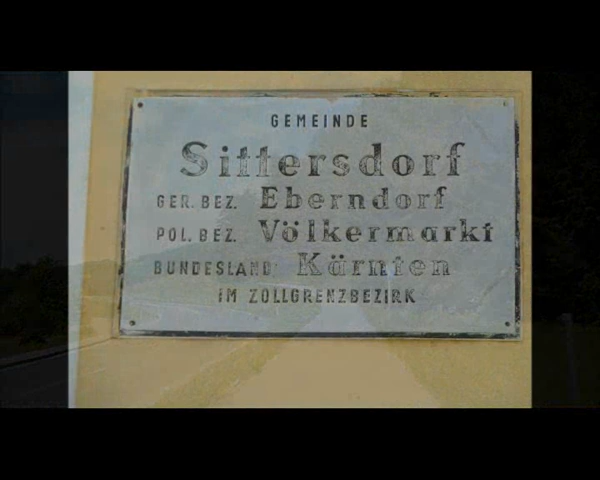 GEMEINDE
Sittersdorf
GER. BEZ. Eberndorf
POL. BEZ. Völkermarkt
BUNDESLAND: Kärnten
IM ZOLLGRENZBEZIRK